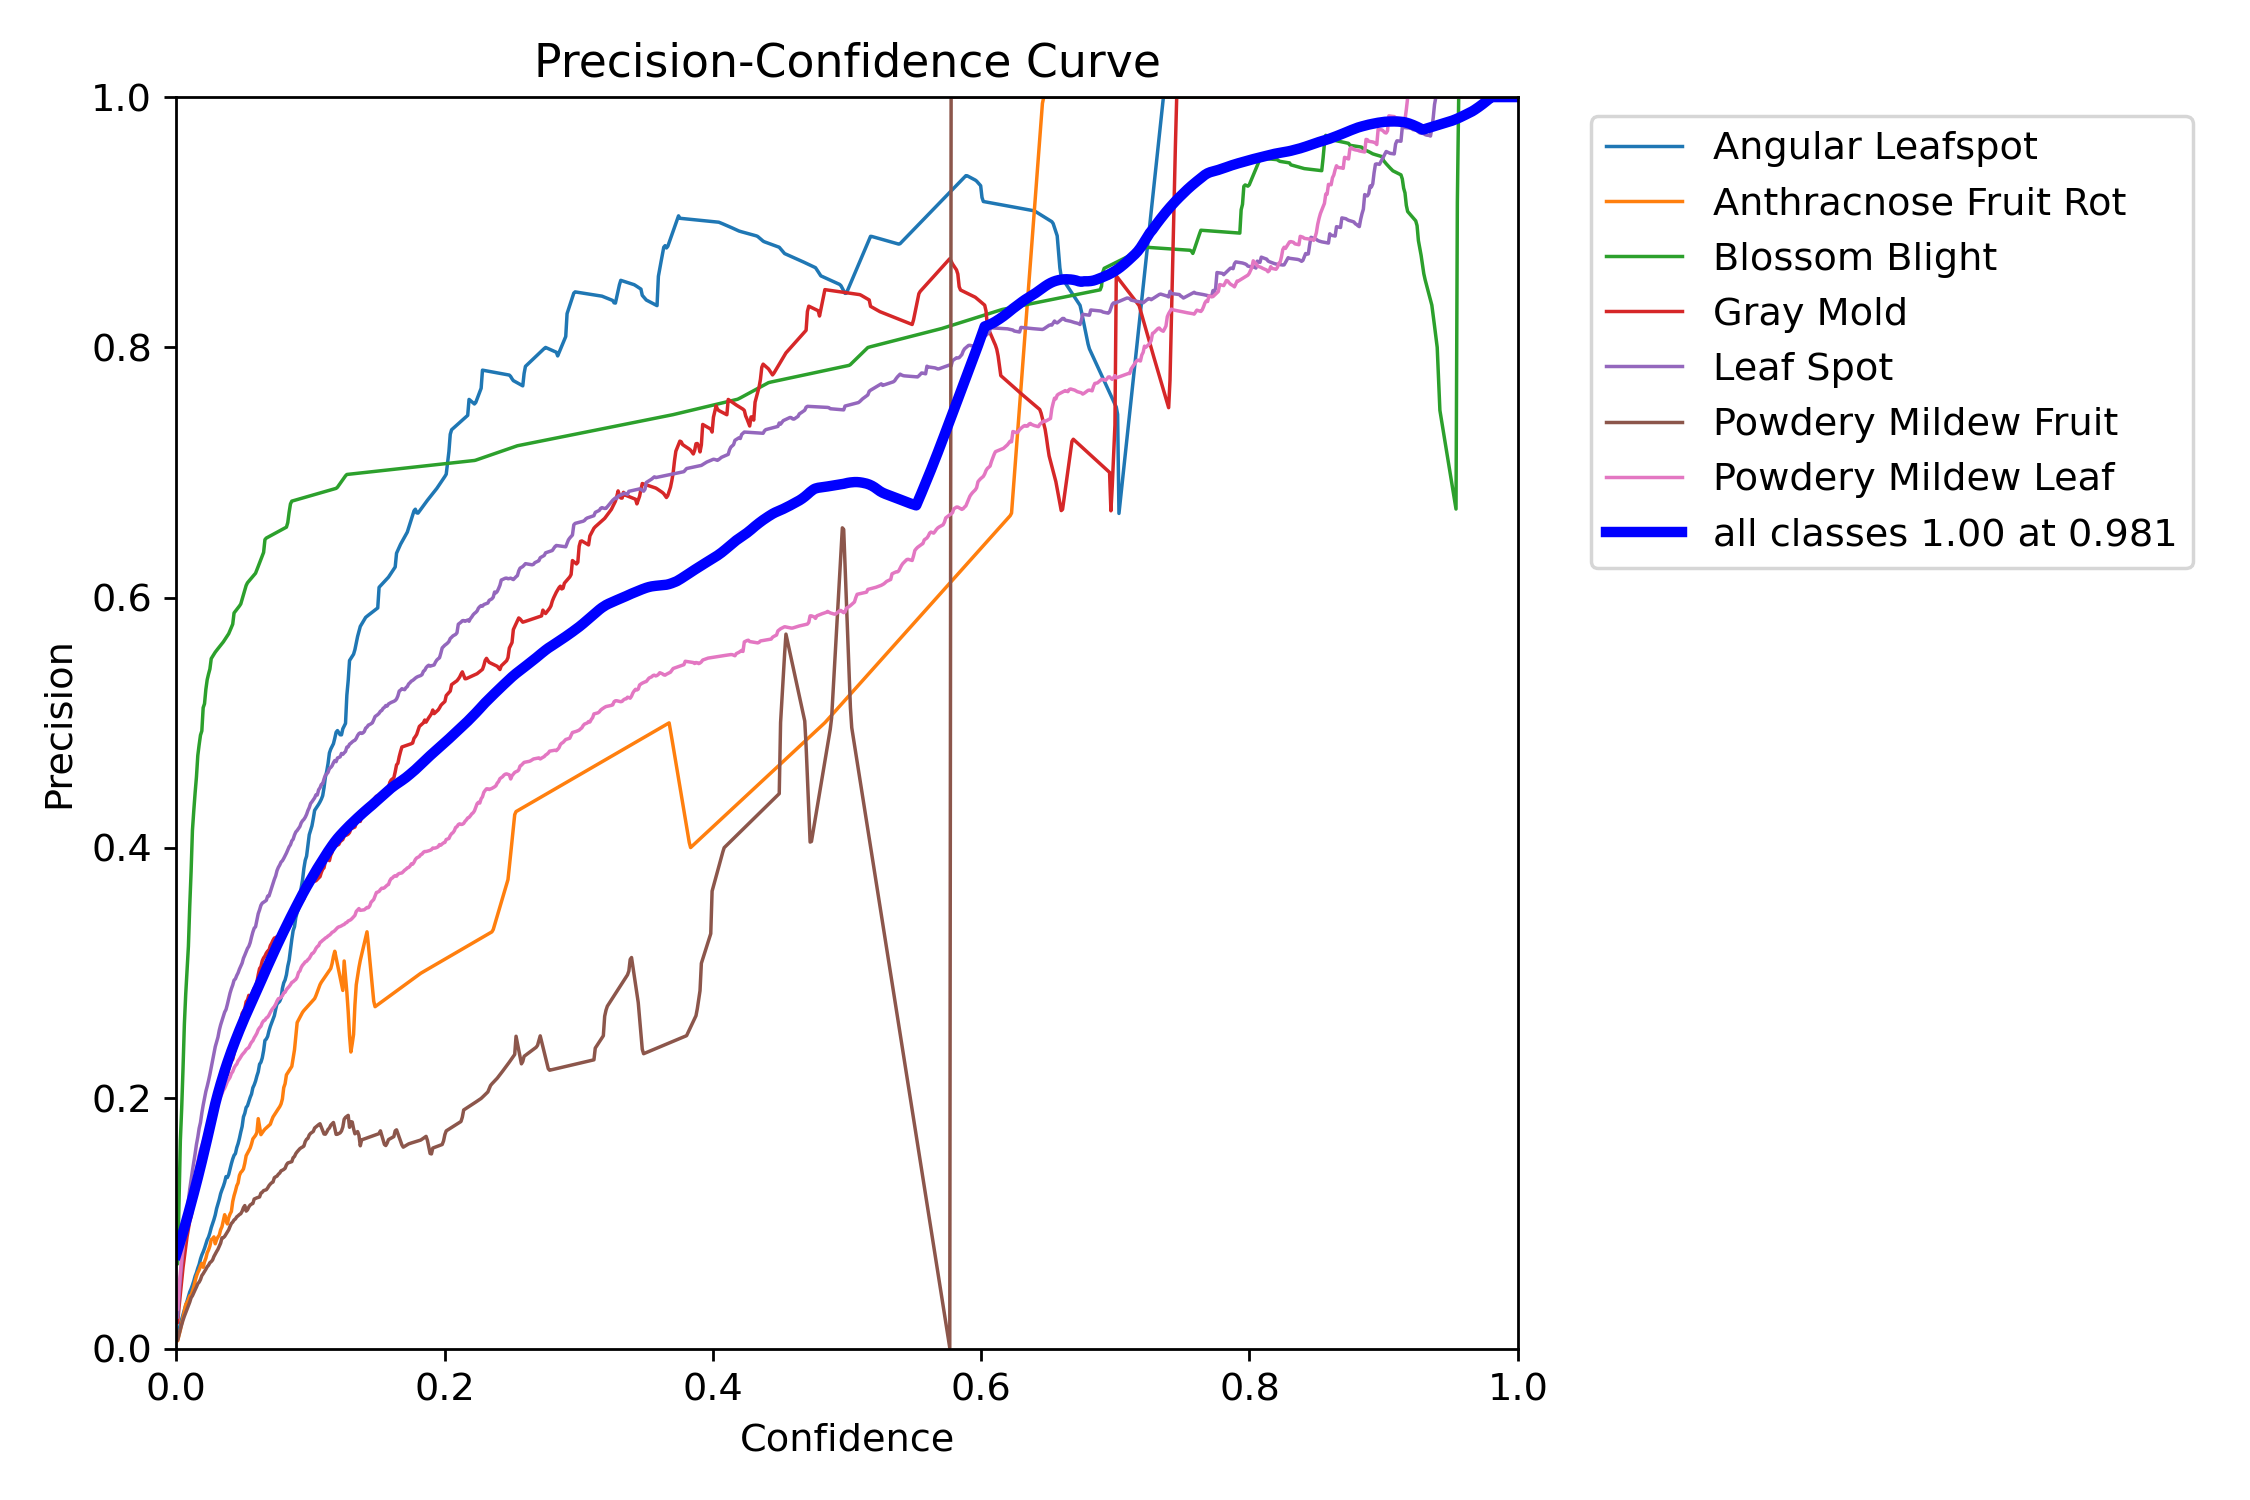 Precision-Confidence Curve
1.0
0.8
0.6
0.4
0.2
0.0
Precision
0.0 0.2 0.4 0.6 0.8 1.0
Confidence
Angular Leafspot
Anthracnose Fruit Rot
Blossom Blight
Gray Mold
Leaf Spot
Powdery Mildew Fruit
Powdery Mildew Leaf
all classes 1.00 at 0.981